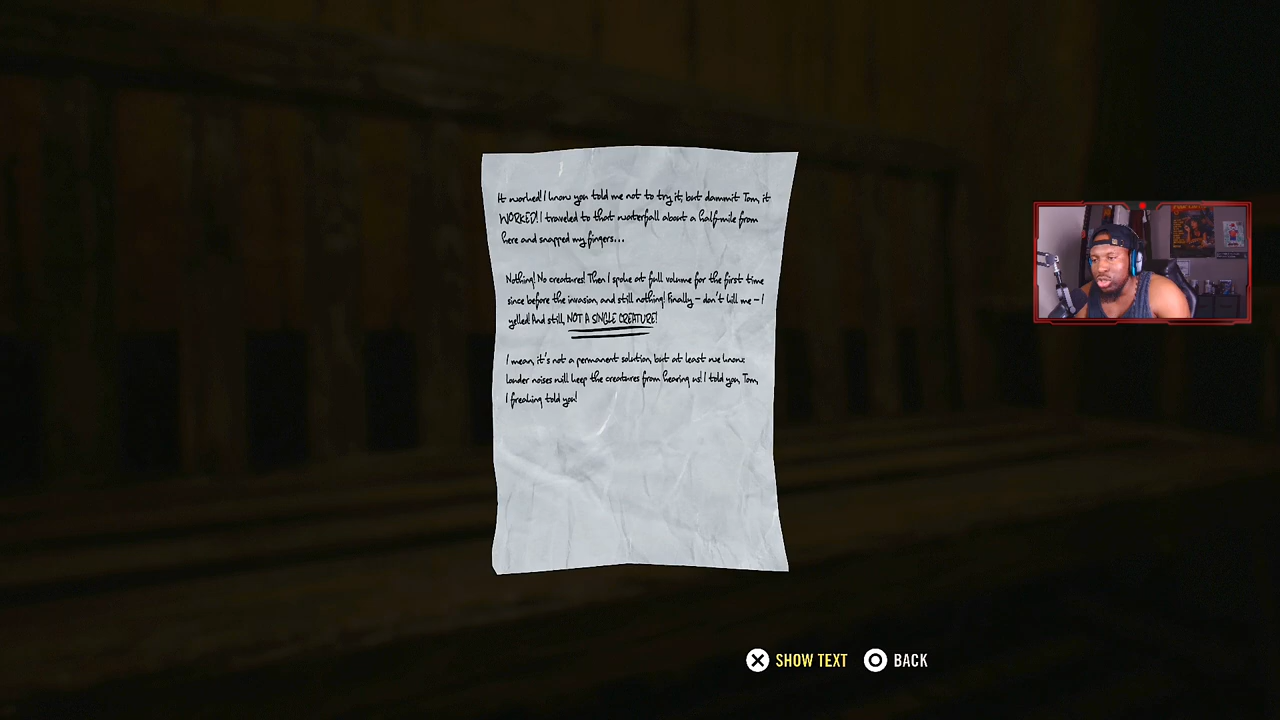 It worked! I know you told me not to try it, but dammit Tom, it
WORKED! I traveled to that waterfall about a half-mile from
here and snapped my fingers...
Nothing! No creatures! Then I spoke at full volume for the first time
since before the invasion, and still nothing! Finally – don't kill me – I
yelled! And still, NOT A SINGLE CREATURE!
I mean, it's not a permanent solution, but at least we know:
louder noises will keep the creatures from hearing us! I told you, Tom,
I freaking told you!
SHOW TEXT BACK